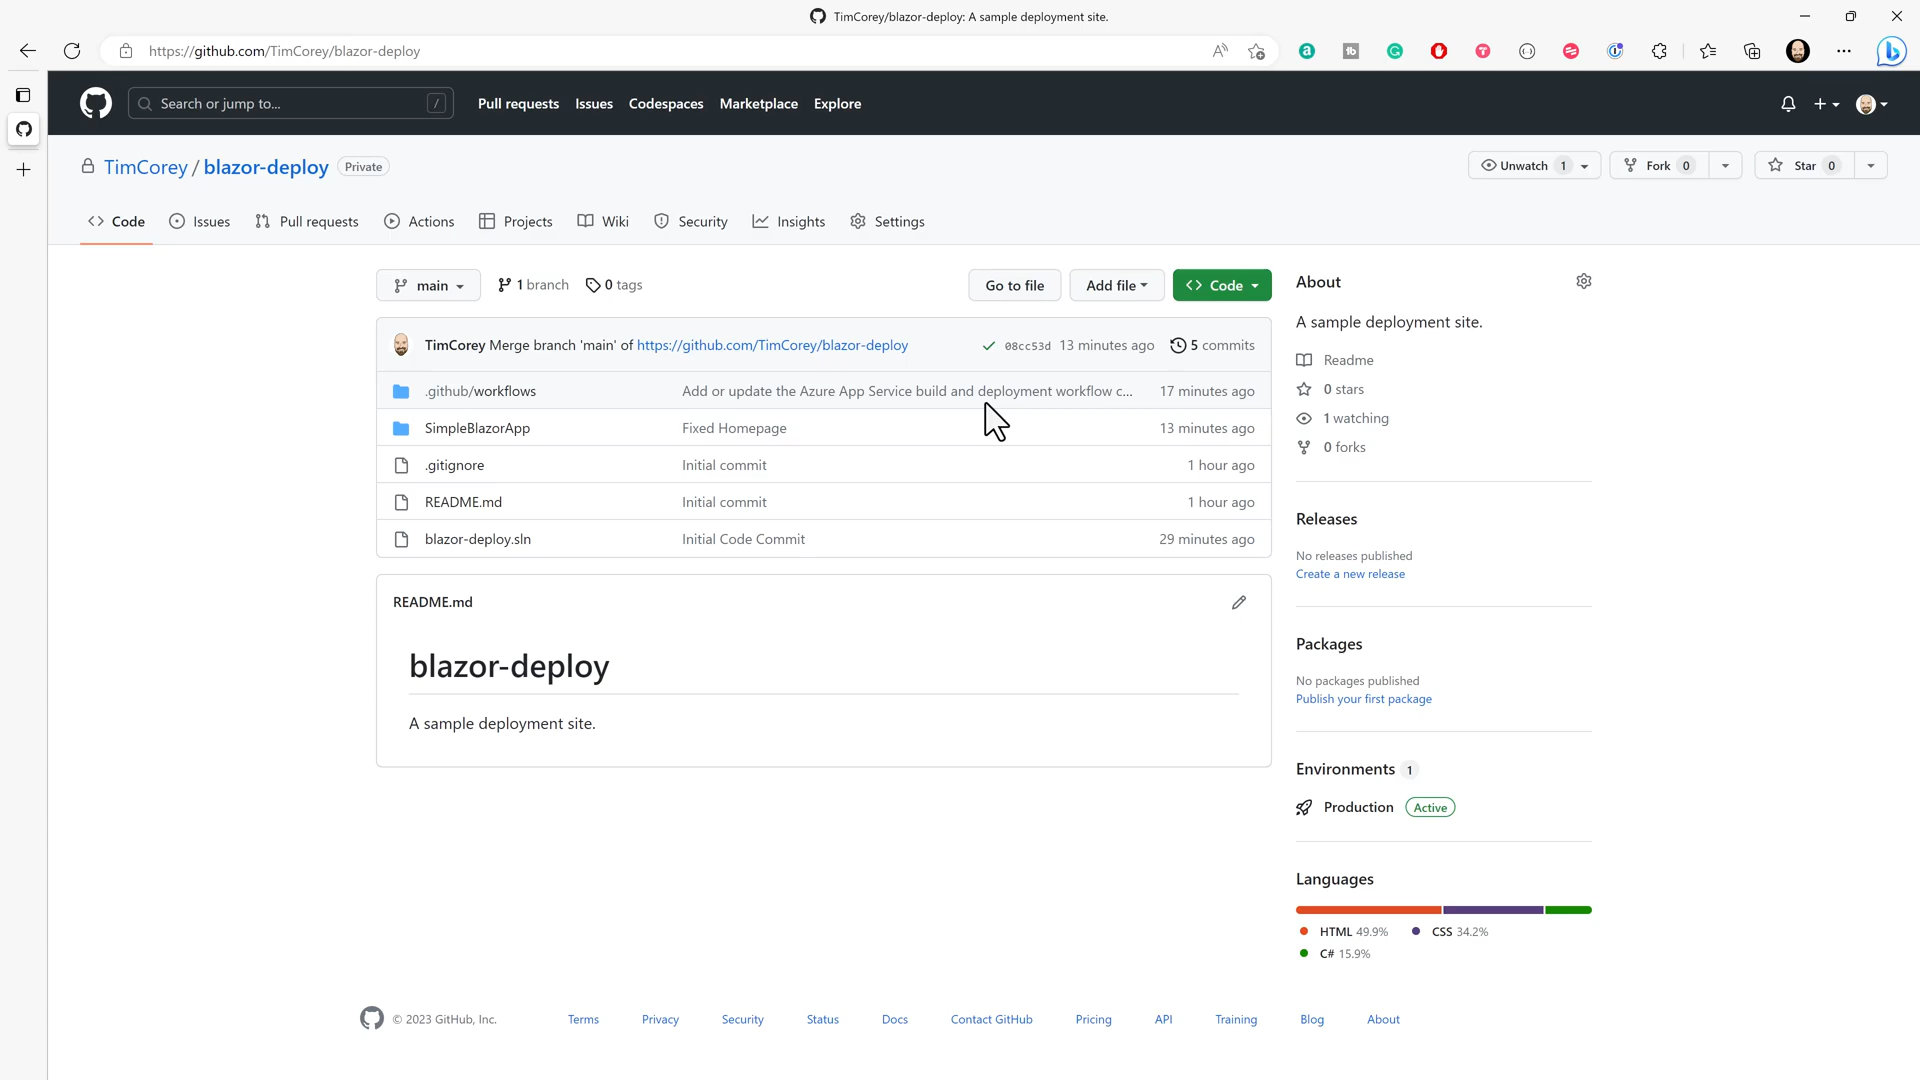 TimCorey/blazor-deploy: A sample deployment site.
https://github.com/TimCorey/blazor-deploy
Search or jump to... /
Pull requests Issues Codespaces Marketplace Explore
TimCorey / blazor-deploy Private
Unwatch 1 Fork 0 Star 0
Code Issues Pull requests Actions Projects Wiki Security Insights Settings
main 1 branch 0 tags Go to file Add file Code
TimCorey Merge branch 'main' of https://github.com/TimCorey/blazor-deploy 08cc53d 13 minutes ago 5 commits
.github/workflows Add or update the Azure App Service build and deployment workflow c... 17 minutes ago
SimpleBlazorApp Fixed Homepage 13 minutes ago
.gitignore Initial commit 1 hour ago
README.md Initial commit 1 hour ago
blazor-deploy.sln Initial Code Commit 29 minutes ago
README.md
blazor-deploy
A sample deployment site.
About
A sample deployment site.
Readme
0 stars
1 watching
0 forks
Releases
No releases published
Create a new release
Packages
No packages published
Publish your first package
Environments 1
Production Active
Languages
HTML 49.9% CSS 34.2%
C# 15.9%
© 2023 GitHub, Inc. Terms Privacy Security Status Docs Contact GitHub Pricing API Training Blog About